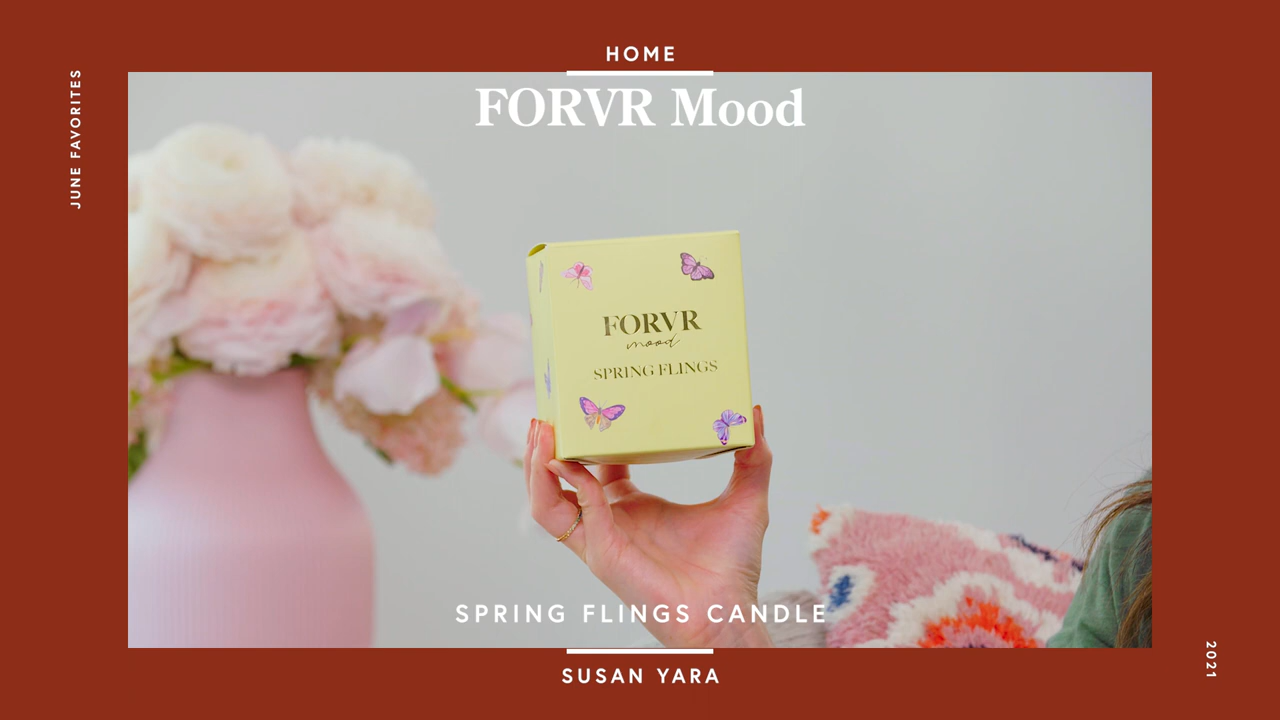 HOME
JUNE FAVORITES
FORVR Mood
FORVR
mood
SPRING FLINGS
SPRING FLINGS CANDLE
SUSAN YARA
2021